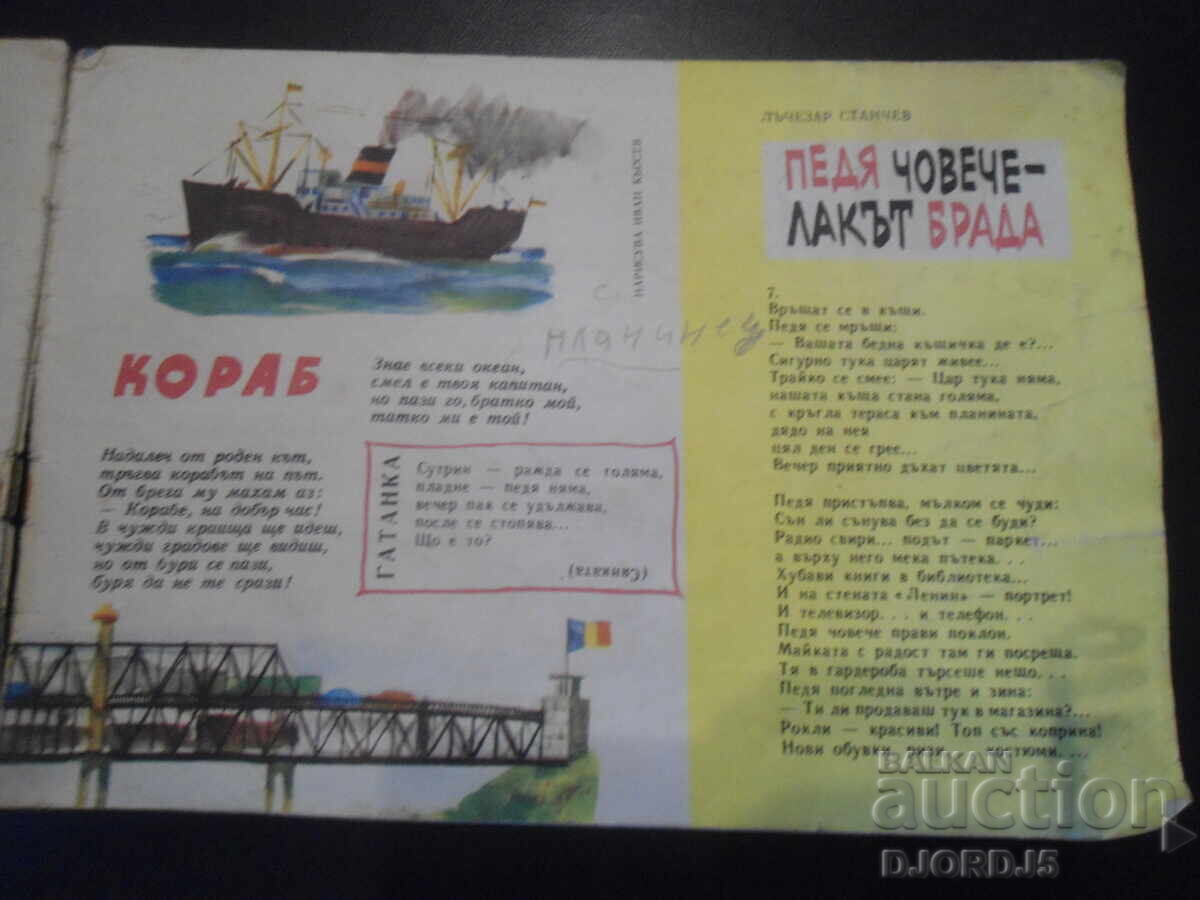 КОРАБ
Надалеч от роден кът,
тръгва корабът на път.
От брега му махам аз:
— Корабе, на добър час!
В чужди краища ще идеш,
чужди градове ще видиш,
но от бури се пази,
буря да не те срази!
Знае всеки океан,
смел е твоя капитан,
но пази го, братко мой,
татко ми е той!
НАРИСУВА ИВАН КЬОСЕВ
планинец
ГАТАНКА
Сутрин — ражда се голяма,
пладне — педя няма,
вечер пак се удължава,
после се стопява...
Що е то?
(Сянката)
ЛЪЧЕЗАР СТАНЧЕВ
ПЕДЯ ЧОВЕЧЕ—
ЛАКЪТ БРАДА
7.
Връщат се в къщи.
Педя се мръщи:
— Вашата бедна къщичка де е?...
Сигурно тука царят живее...
Трайко се смее: — Цар тука няма,
нашата къща стана голяма,
с кръгла тераса към планината,
дядо на нея
цял ден се грее...
Вечер приятно дъхат цветята...
Педя пристъпва, мълком се чуди:
Сън ли сънува без да се буди?
Радио свири... подът — паркет...
а върху него мека пътека. . .
Хубави книги в библиотека...
И на стената «Ленин» — портрет!
И телевизор. . . и телефон. . .
Педя човече прави поклон.
Майката с радост там ги посреща.
Тя в гардероба търсеше нещо. . .
Педя погледна вътре и зина:
— Ти ли продаваш тук в магазина?...
Рокли — красиви! Топ със коприна!
Нови обувки, ризи . . . костюми. ...
BALKAN
auction
DJORDJ5